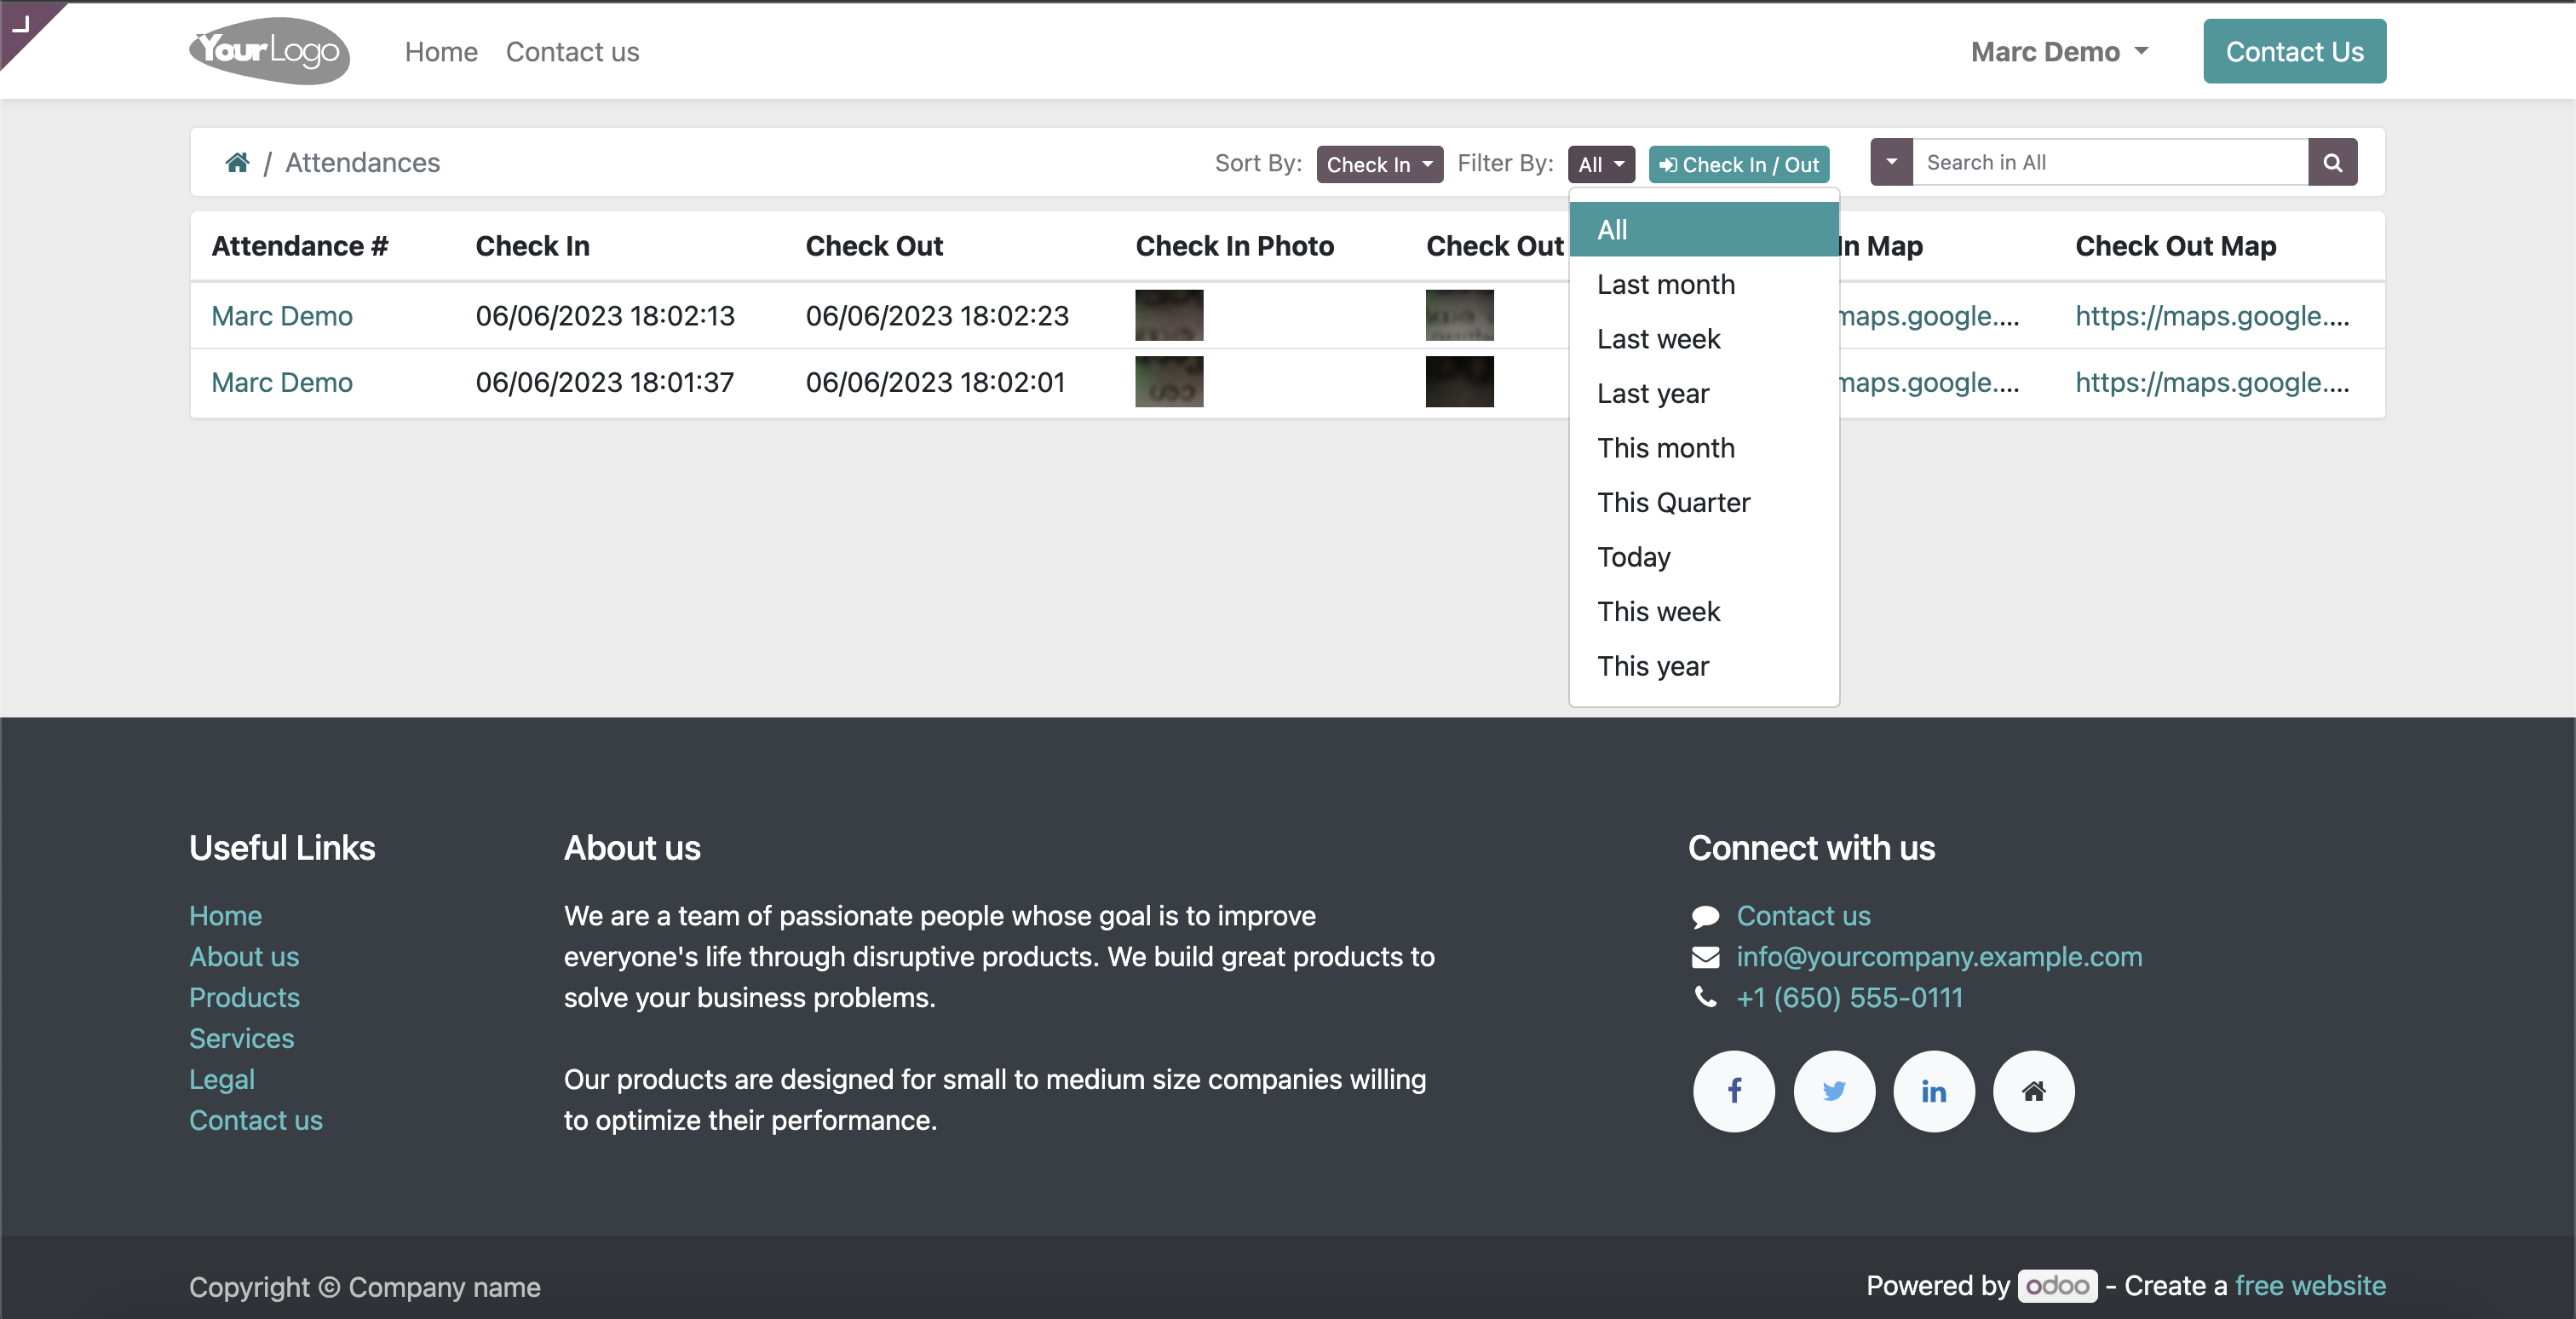 YourLogo Home Contact us Marc Demo Contact Us
/ Attendances Sort By: Check In Filter By: All Check In / Out Search in All
Attendance # Check In Check Out Check In Photo Check Out In Map Check Out Map
Marc Demo 06/06/2023 18:02:13 06/06/2023 18:02:23 maps.google.... https://maps.google....
Marc Demo 06/06/2023 18:01:37 06/06/2023 18:02:01 maps.google.... https://maps.google....
All
Last month
Last week
Last year
This month
This Quarter
Today
This week
This year
Useful Links
Home
About us
Products
Services
Legal
Contact us
About us
We are a team of passionate people whose goal is to improve
everyone's life through disruptive products. We build great products to
solve your business problems.
Our products are designed for small to medium size companies willing
to optimize their performance.
Connect with us
Contact us
info@yourcompany.example.com
+1 (650) 555-0111
Copyright © Company name
Powered by odoo - Create a free website